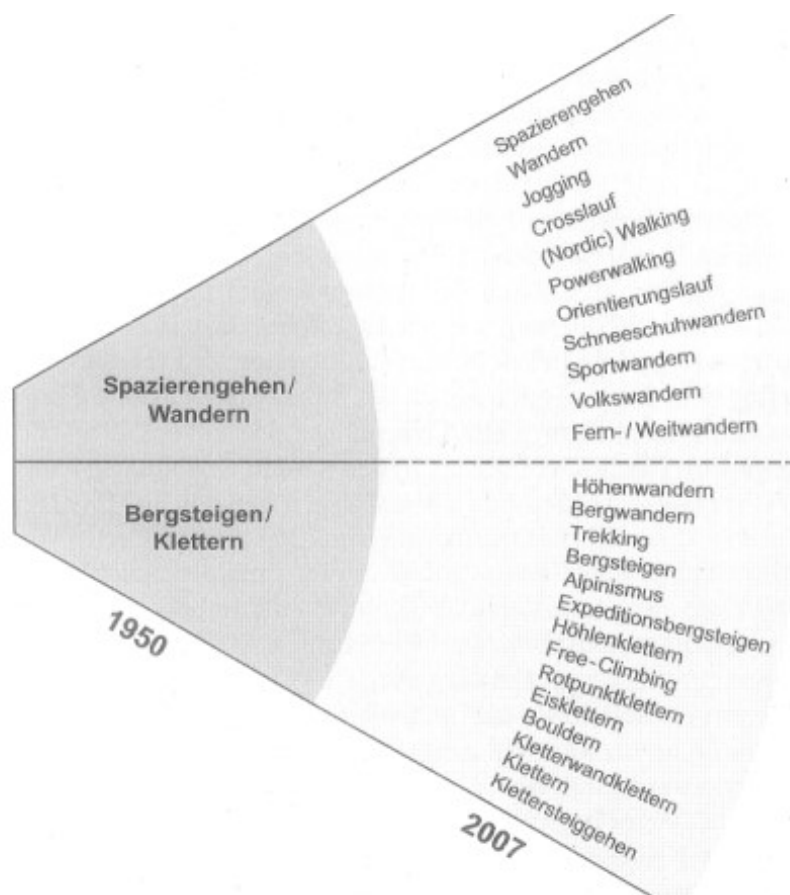 Spazierengehen
Wandern
Jogging
Crosslauf
(Nordic) Walking
Powerwalking
Orientierungslauf
Schneeschuhwandern
Sportwandern
Volkswandern
Fern- / Weitwandern
Spazierengehen/
Wandern
Bergsteigen/
Klettern
Höhenwandern
Bergwandern
Trekking
Bergsteigen
Alpinismus
Expeditionsbergsteigen
Höhlenklettern
Free-Climbing
Rotpunktklettern
Eisklettern
Bouldern
Kletterwandklettern
Klettern
Klettersteiggehen
1950
2007